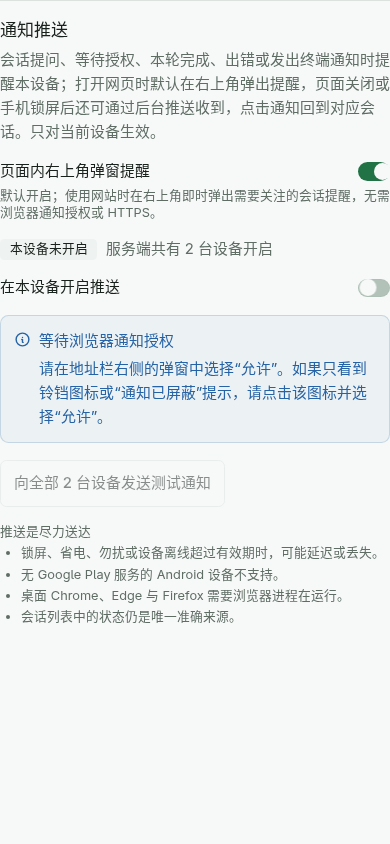 通知推送
会话提问、等待授权、本轮完成、出错或发出终端通知时提
醒本设备；打开网页时默认在右上角弹出提醒，页面关闭或
手机锁屏后还可通过后台推送收到，点击通知回到对应会
话。只对当前设备生效。
页面内右上角弹窗提醒
默认开启；使用网站时在右上角即时弹出需要关注的会话提醒，无需
浏览器通知授权或 HTTPS。
本设备未开启 服务端共有 2 台设备开启
在本设备开启推送
等待浏览器通知授权
请在地址栏右侧的弹窗中选择“允许”。如果只看到
铃铛图标或“通知已屏蔽”提示，请点击该图标并选
择“允许”。
向全部 2 台设备发送测试通知
推送是尽力送达
• 锁屏、省电、勿扰或设备离线超过有效期时，可能延迟或丢失。
• 无 Google Play 服务的 Android 设备不支持。
• 桌面 Chrome、Edge 与 Firefox 需要浏览器进程在运行。
• 会话列表中的状态仍是唯一准确来源。